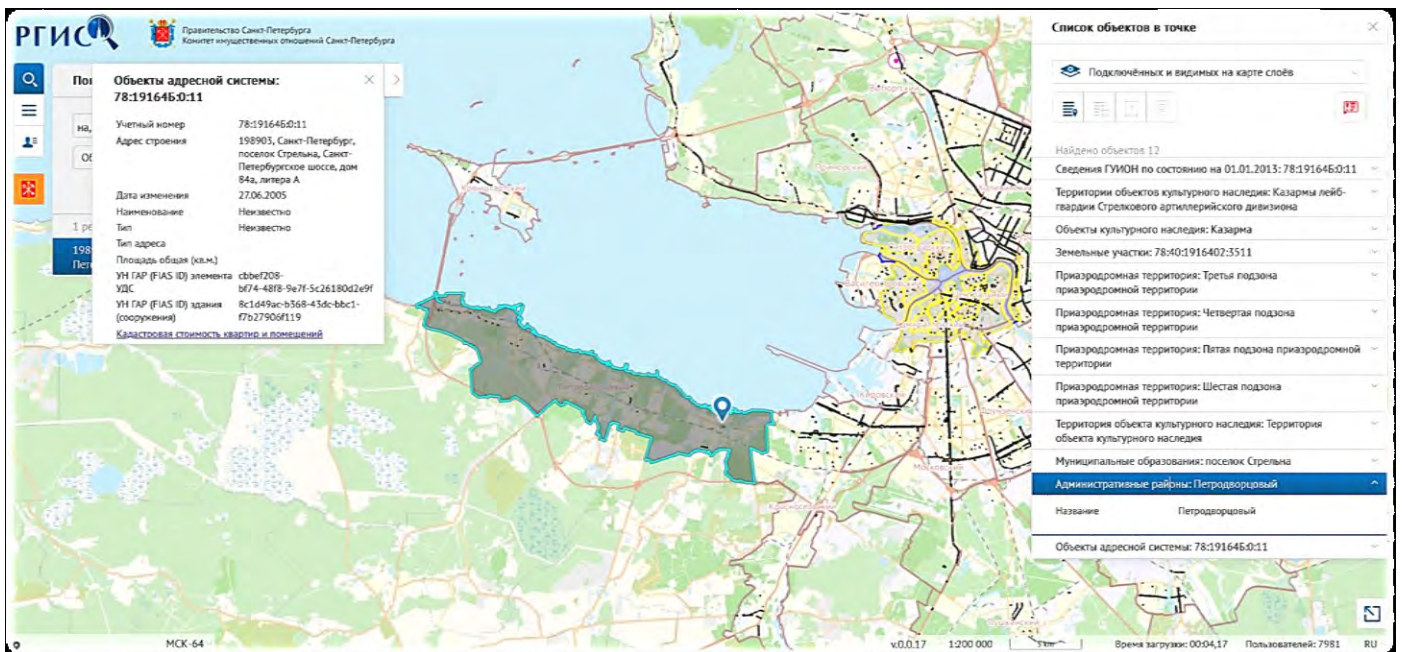 РГИС
Правительство Санкт-Петербурга
Комитет имущественных отношений Санкт-Петербурга
Объекты адресной системы:
78:19164Б:0:11
Учетный номер 78:19164Б:0:11
Адрес строения 198903, Санкт-Петербург,
поселок Стрельна, Санкт-
Петербургское шоссе, дом
84а, литера А
Дата изменения 27.06.2005
Наименование Неизвестно
Тип Неизвестно
Тип адреса
Площадь общая (кв.м.)
УН ГАР (FIAS ID) элемента cbbef208-
УДС bf74-48f8-9e7f-5c26180d2e9f
УН ГАР (FIAS ID) здания 8c1d49ac-b368-43dc-bbc1-
(сооружения) f7b27906f119
Кадастровая стоимость квартир и помещений
Список объектов в точке
Подключённых и видимых на карте слоёв
Найдено объектов 12
Сведения ГУИОН по состоянию на 01.01.2013: 78:19164Б:0:11
Территории объектов культурного наследия: Казармы лейб-
гвардии Стрелкового артиллерийского дивизиона
Объекты культурного наследия: Казарма
Земельные участки: 78:40:1916402:3511
Приаэродромная территория: Третья подзона
приаэродромной территории
Приаэродромная территория: Четвертая подзона
приаэродромной территории
Приаэродромная территория: Пятая подзона приаэродромной
территории
Приаэродромная территория: Шестая подзона
приаэродромной территории
Территория объекта культурного наследия: Территория
объекта культурного наследия
Муниципальные образования: поселок Стрельна
Административные районы: Петродворцовый
Название Петродворцовый
Объекты адресной системы: 78:19164Б:0:11
Выборгский
Приморский
Кировский
Московский
МСК-64
v.0.0.17 1:200 000 5 km Время загрузки: 00:04,17 Пользователей: 7981 RU